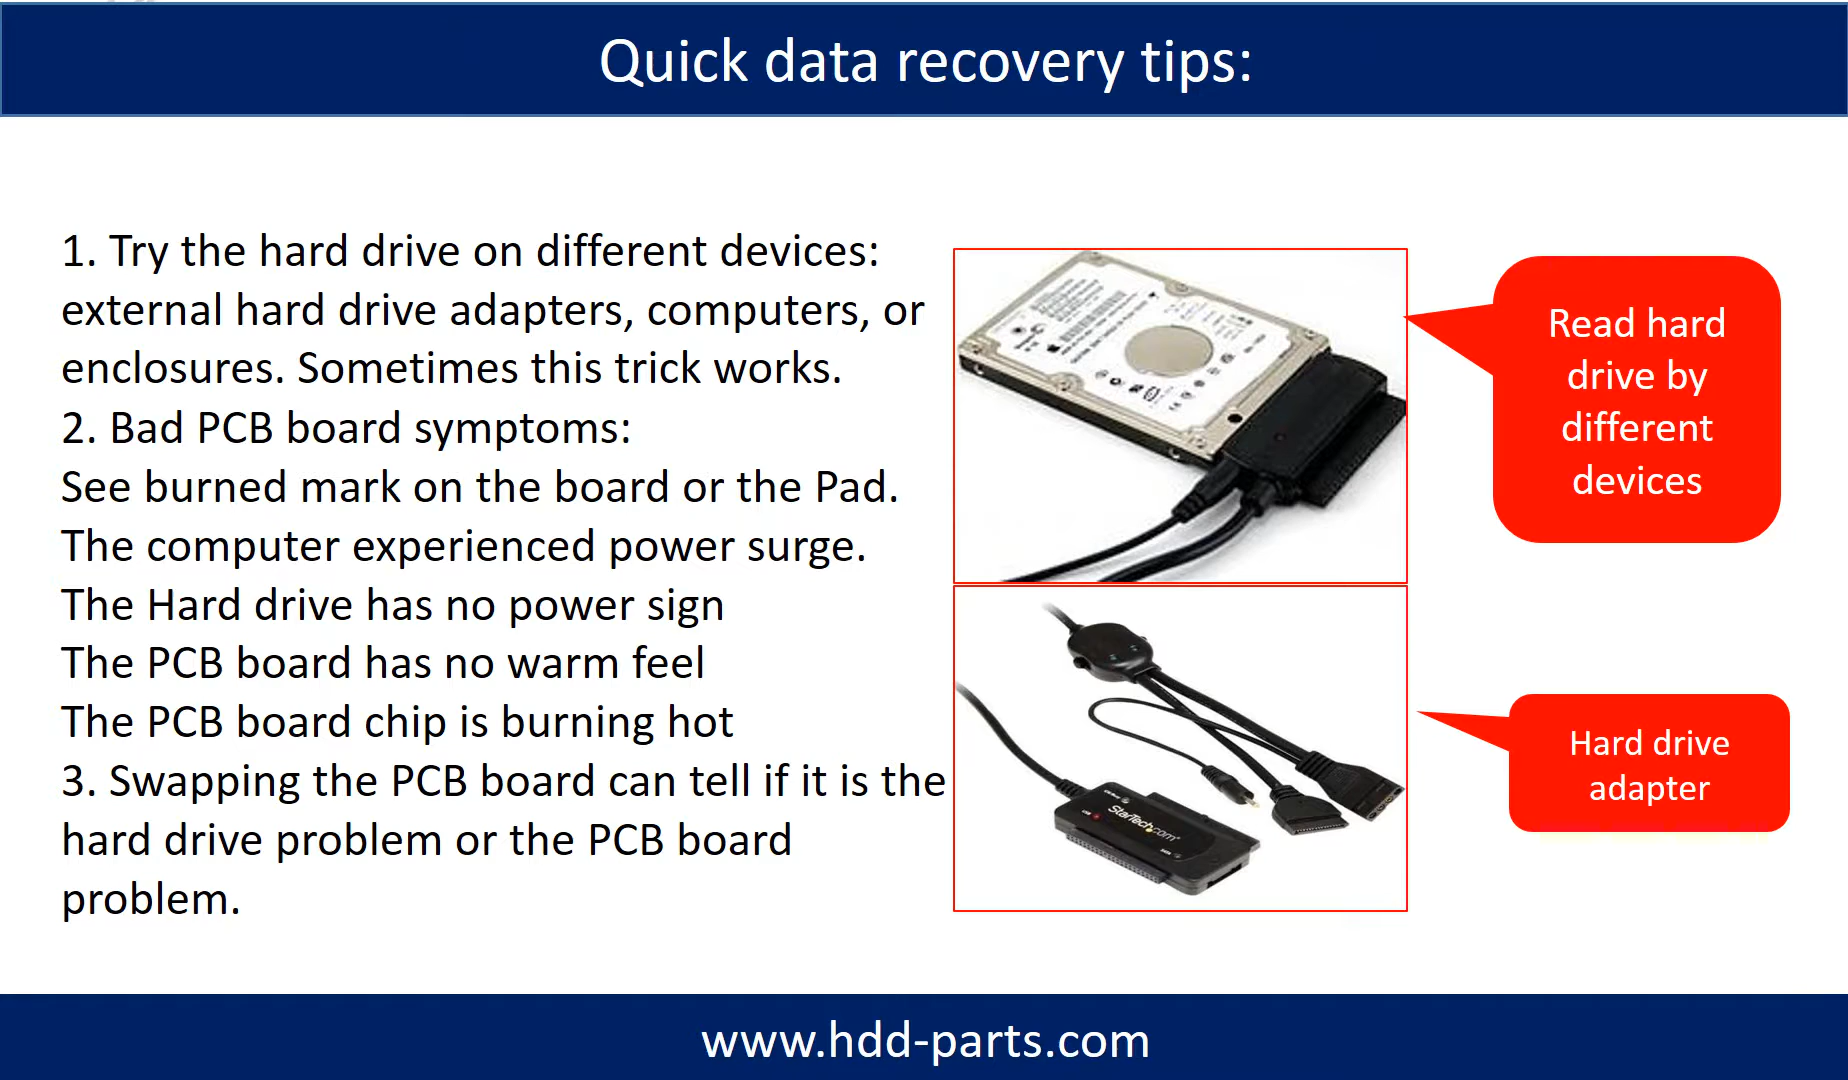 Quick data recovery tips:
1. Try the hard drive on different devices:
external hard drive adapters, computers, or
enclosures. Sometimes this trick works.
2. Bad PCB board symptoms:
See burned mark on the board or the Pad.
The computer experienced power surge.
The Hard drive has no power sign
The PCB board has no warm feel
The PCB board chip is burning hot
3. Swapping the PCB board can tell if it is the
hard drive problem or the PCB board
problem.
Read hard
drive by
different
devices
StarTech.com
Hard drive
adapter
www.hdd-parts.com